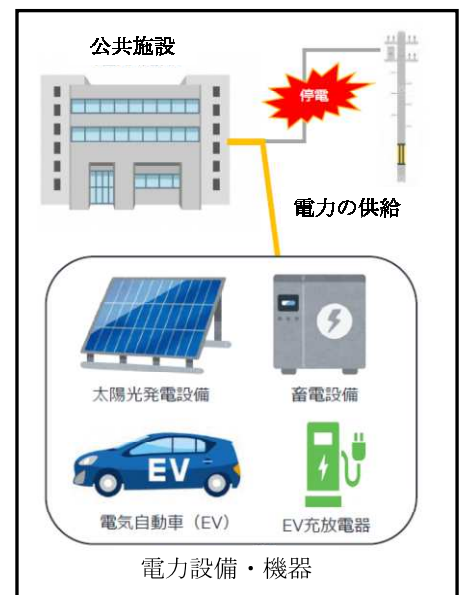 公共施設
停電
電力の供給
太陽光発電設備
畜電設備
EV
電気自動車（EV）
EV充放電器
電力設備・機器